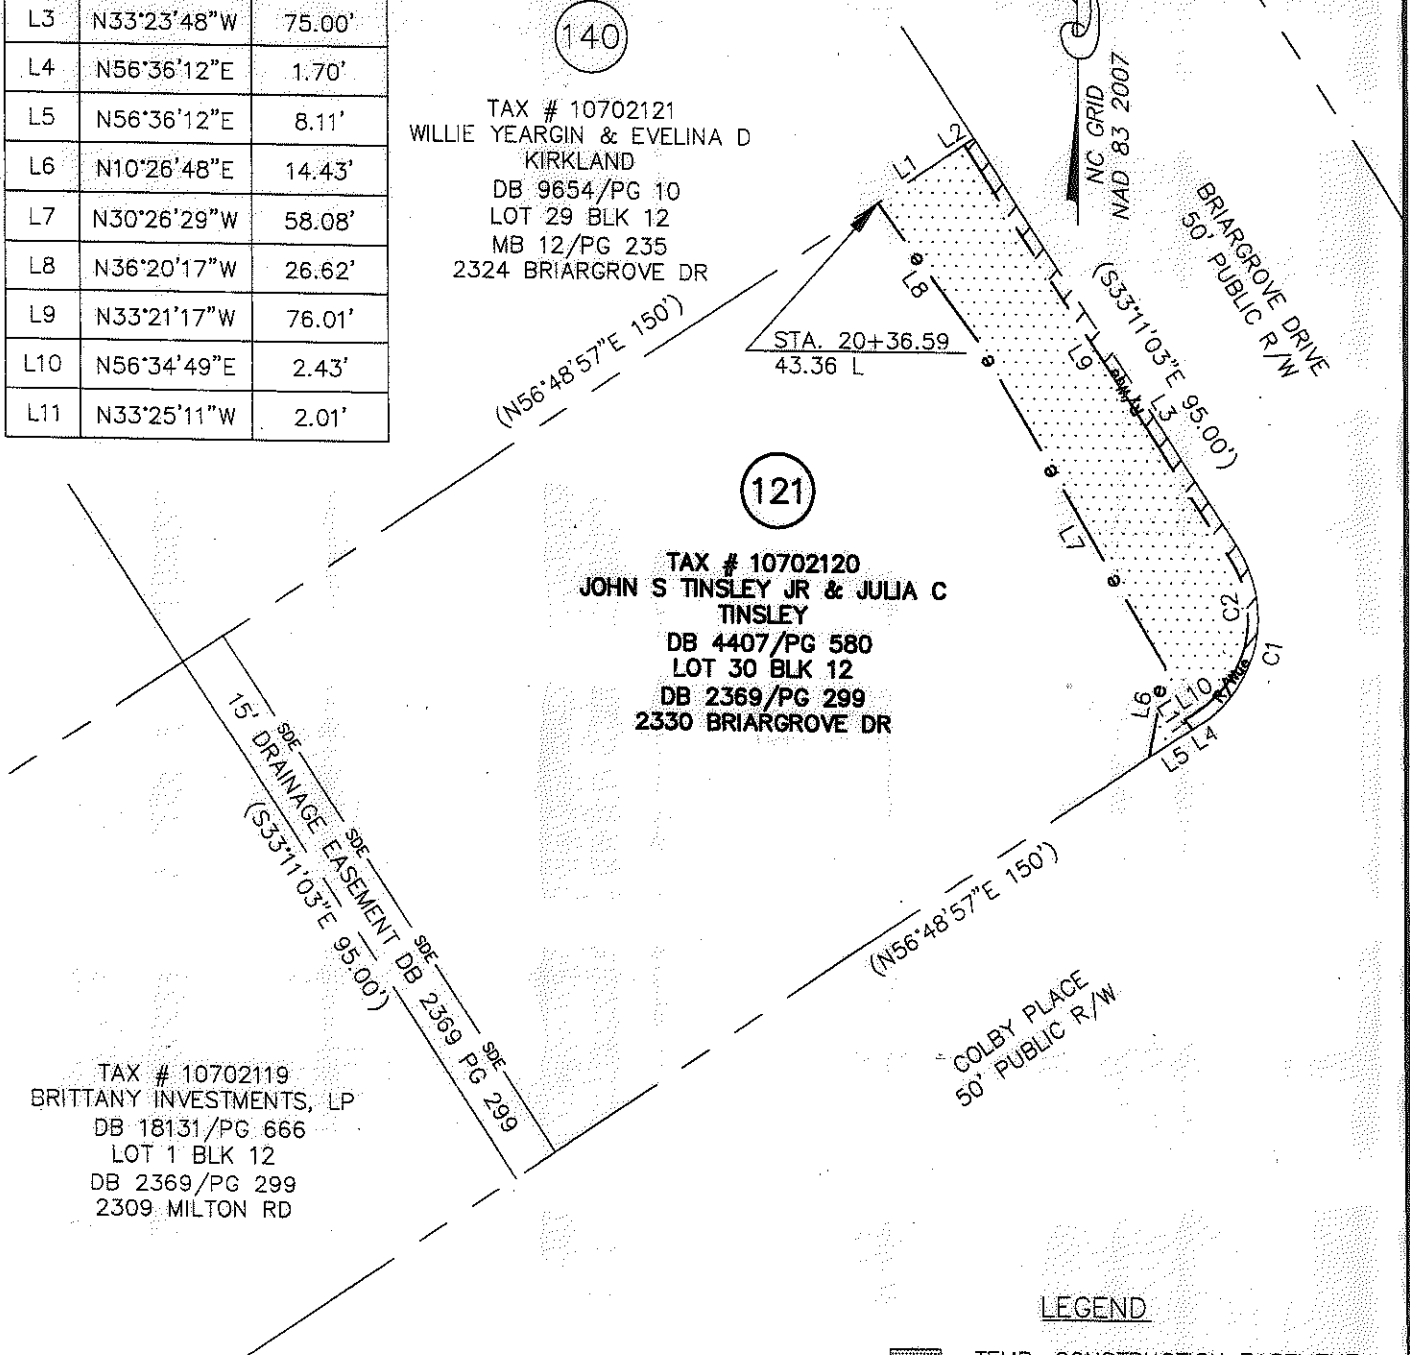 L3 N33°23'48"W 75.00'
L4 N56°36'12"E 1.70'
L5 N56°36'12"E 8.11'
L6 N10°26'48"E 14.43'
L7 N30°26'29"W 58.08'
L8 N36°20'17"W 26.62'
L9 N33°21'17"W 76.01'
L10 N56°34'49"E 2.43'
L11 N33°25'11"W 2.01'
140
TAX # 10702121
WILLIE YEARGIN & EVELINA D
KIRKLAND
DB 9654/PG 10
LOT 29 BLK 12
MB 12/PG 235
2324 BRIARGROVE DR
NC GRID
NAD 83 2007
BRIARGROVE DRIVE
50' PUBLIC R/W
L1
L2
L8
STA. 20+36.59
43.36 L
(N56°48'57"E 150')
(S33°11'03"E 95.00')
L9
L3
L7
121
TAX # 10702120
JOHN S TINSLEY JR & JULIA C
TINSLEY
DB 4407/PG 580
LOT 30 BLK 12
DB 2369/PG 299
2330 BRIARGROVE DR
C2
C1
L6
L11
L10
L5 L4
SDE
SDE
SDE
SDE
15' DRAINAGE EASEMENT DB 2369 PG 299
(S33°11'03"E 95.00')
(N56°48'57"E 150')
COLBY PLACE
50' PUBLIC R/W
TAX # 10702119
BRITTANY INVESTMENTS, LP
DB 18131/PG 666
LOT 1 BLK 12
DB 2369/PG 299
2309 MILTON RD
LEGEND
TEMP. CONSTRUCTION EASEMENT